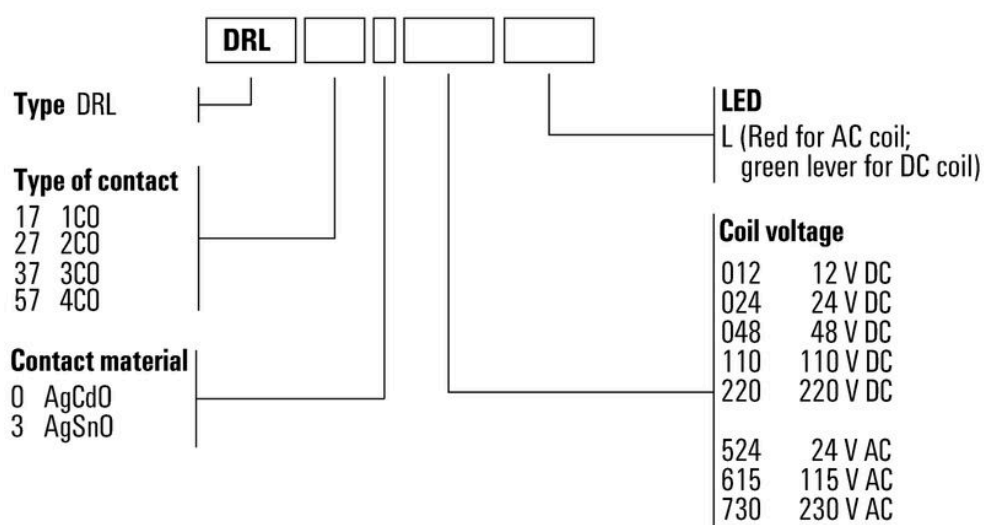 DRL
Type DRL
Type of contact
17 1CO
27 2CO
37 3CO
57 4CO
Contact material
0 AgCdO
3 AgSnO
LED
L (Red for AC coil;
green lever for DC coil)
Coil voltage
012 12 V DC
024 24 V DC
048 48 V DC
110 110 V DC
220 220 V DC
524 24 V AC
615 115 V AC
730 230 V AC